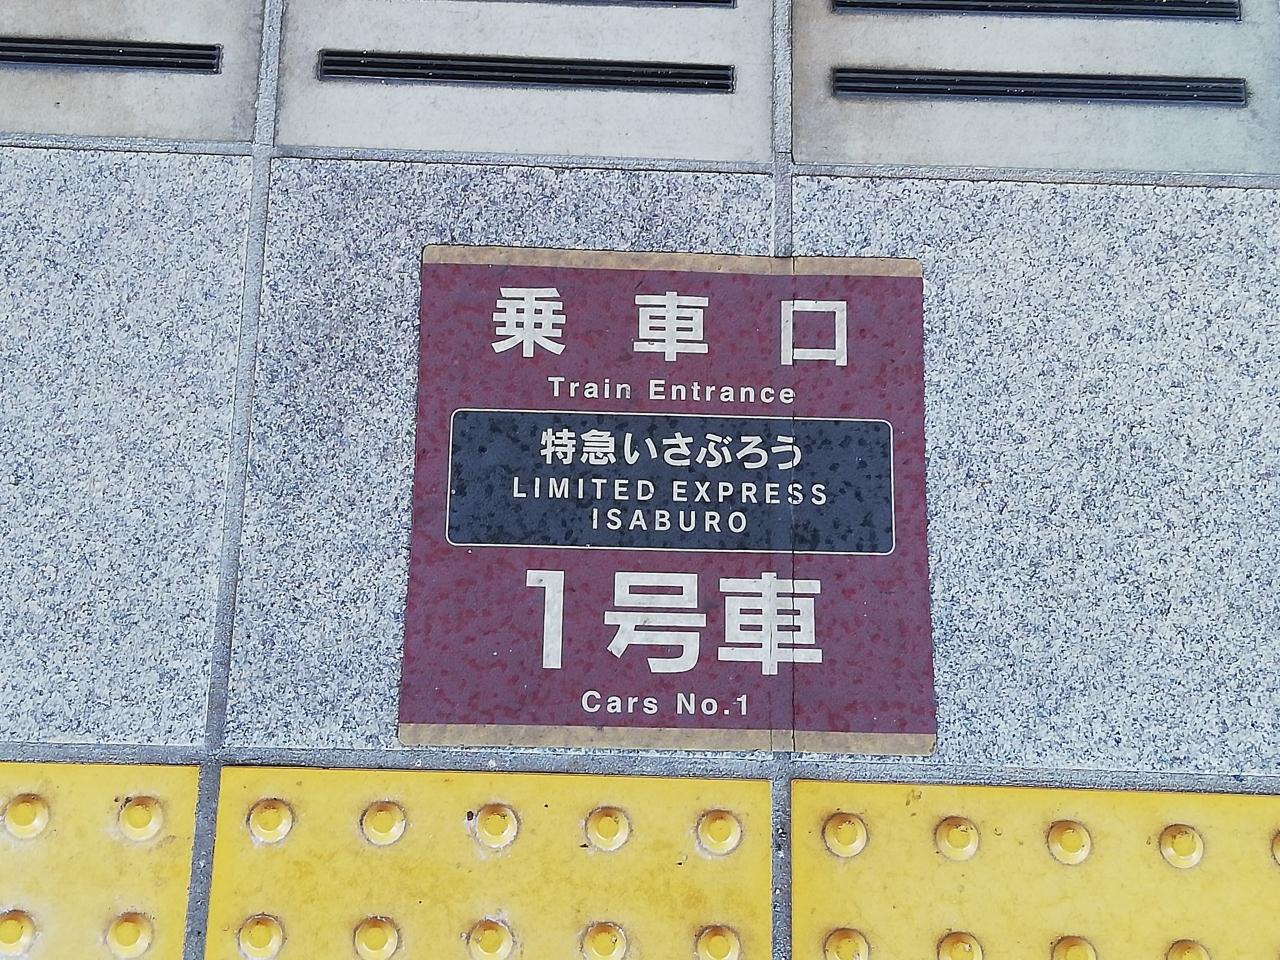 乗車口
Train Entrance
特急いさぶろう
LIMITED EXPRESS
ISABURO
1号車
Cars No.1